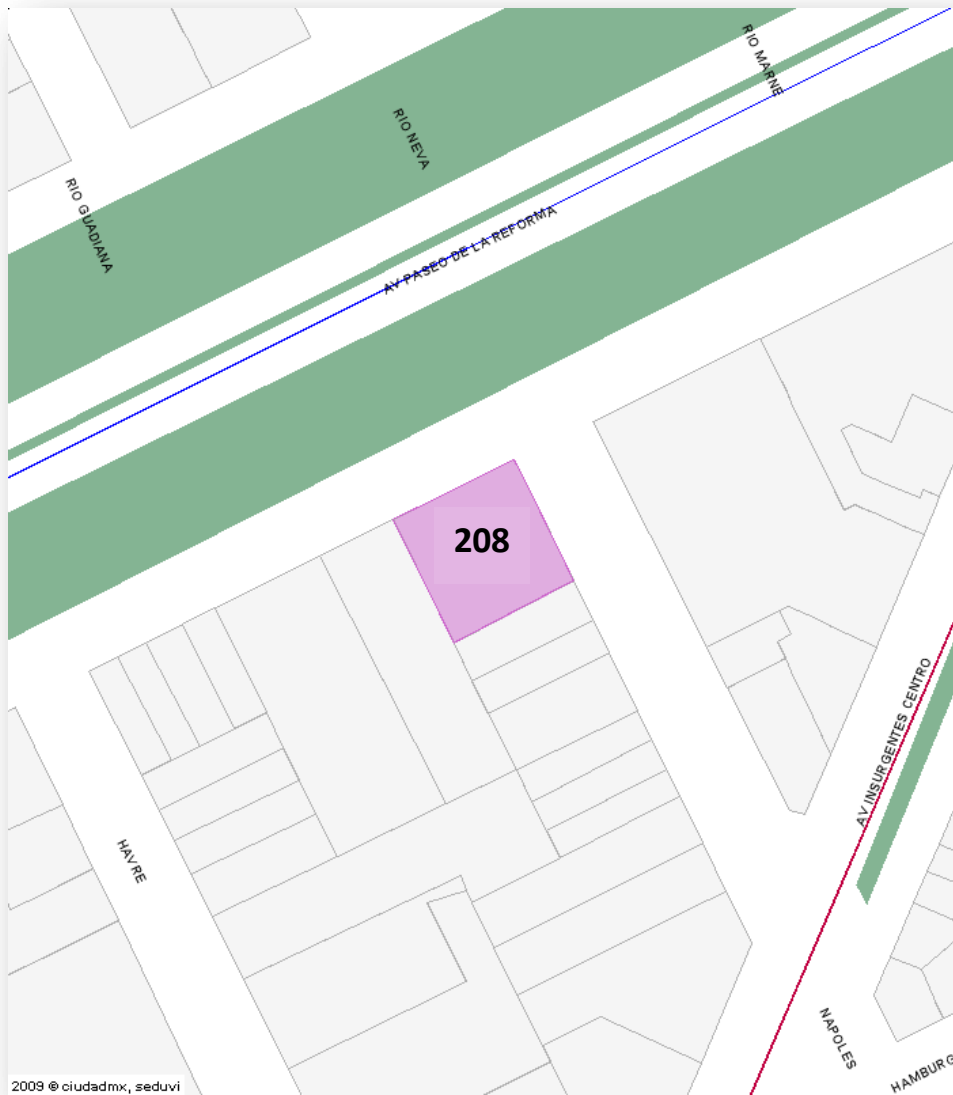 RIO MARNE
RIO NEVA
RIO GUADIANA
AV PASEO DE LA REFORMA
208
AV INSURGENTES CENTRO
HAVRE
NAPOLES
HAMBURG
2009 © ciudadmx, seduvi